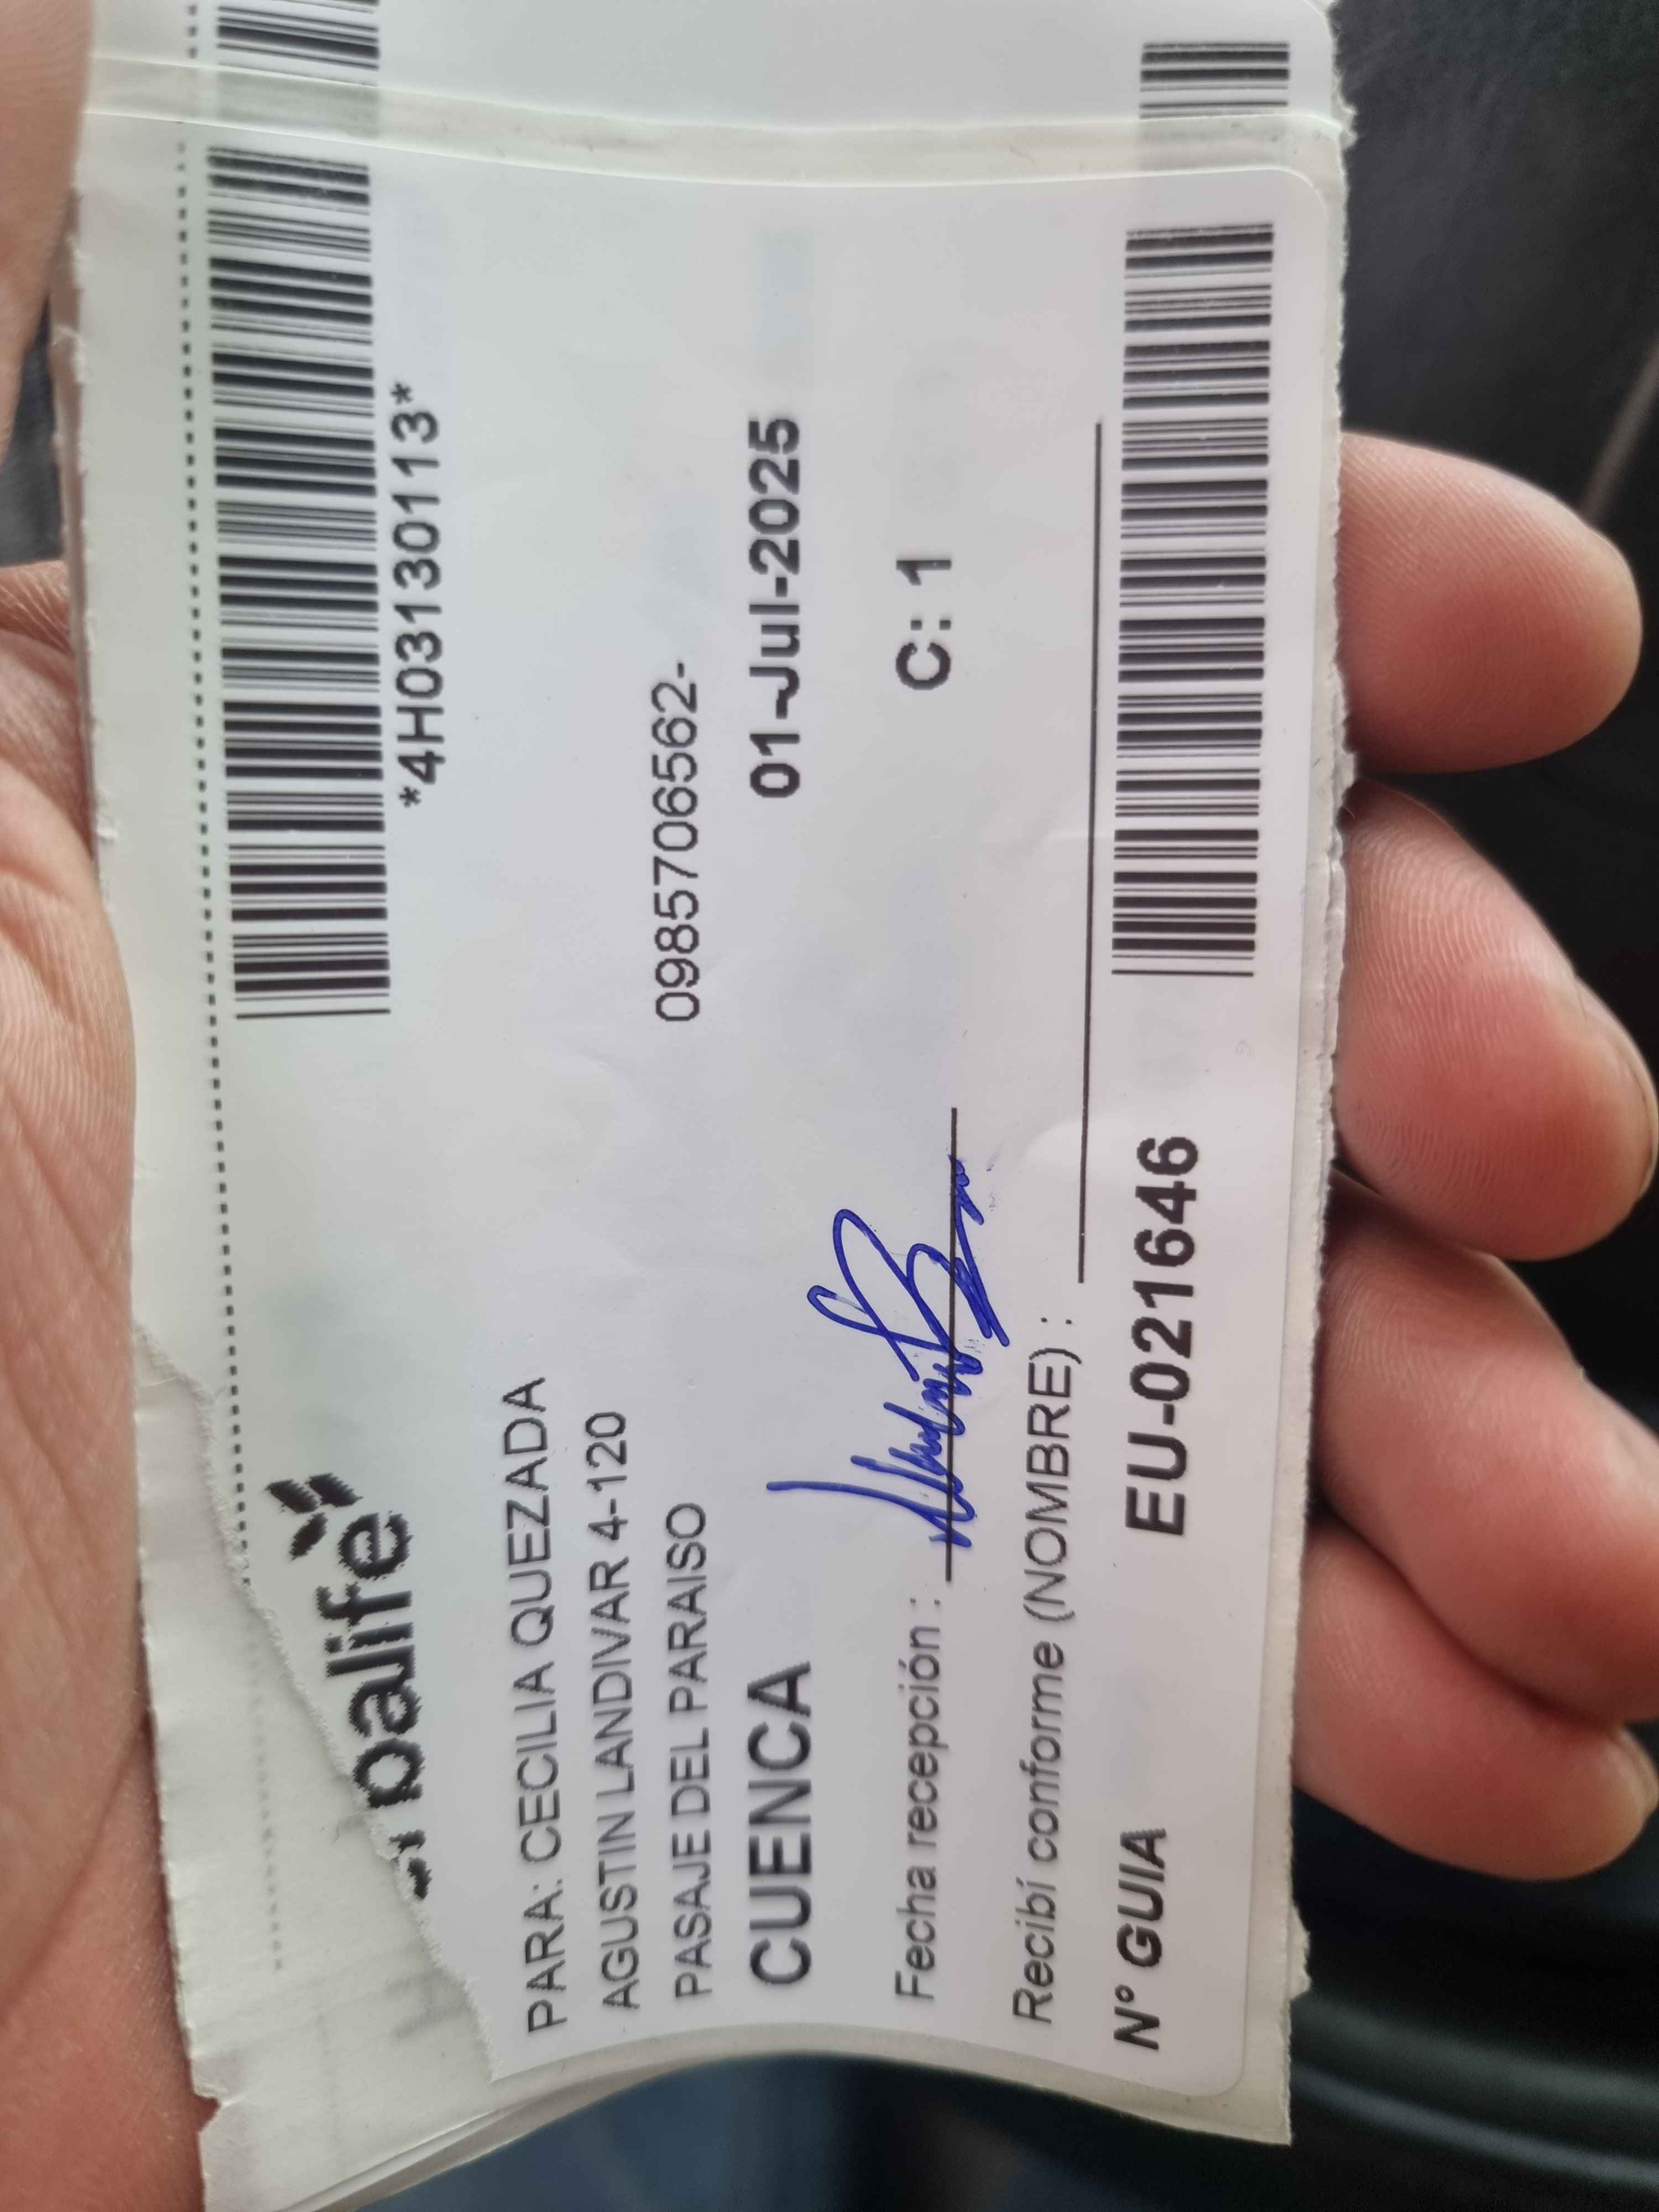 palife
*4H03130113*
PARA: CECILIA QUEZADA
AGUSTIN LANDIVAR 4-120
PASAJE DEL PARAISO 0985706562-
CUENCA 01-Jul-2025
Fecha recepción : C: 1
Recibí conforme (NOMBRE) :
N° GUIA EU-021646